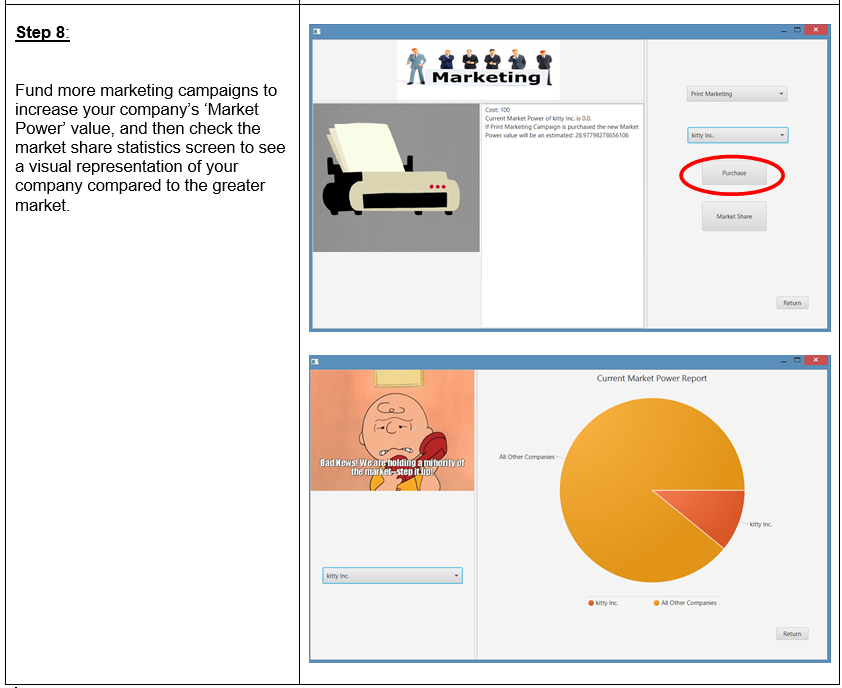 Step 8:
Fund more marketing campaigns to
increase your company's 'Market
Power' value, and then check the
market share statistics screen to see
a visual representation of your
company compared to the greater
market.
Marketing
Cost: 100
Current Market Power of kitty Inc. is 0.0.
If Print Marketing Campaign is purchased the new Market
Power value will be an estimated: 28.97798278656106
Print Marketing
kitty Inc.
Purchase
Market Share
Return
Bad News! We are holding a minority of
the market--step it up!
kitty Inc.
Current Market Power Report
All Other Companies
kitty Inc.
kitty Inc.
All Other Companies
Return